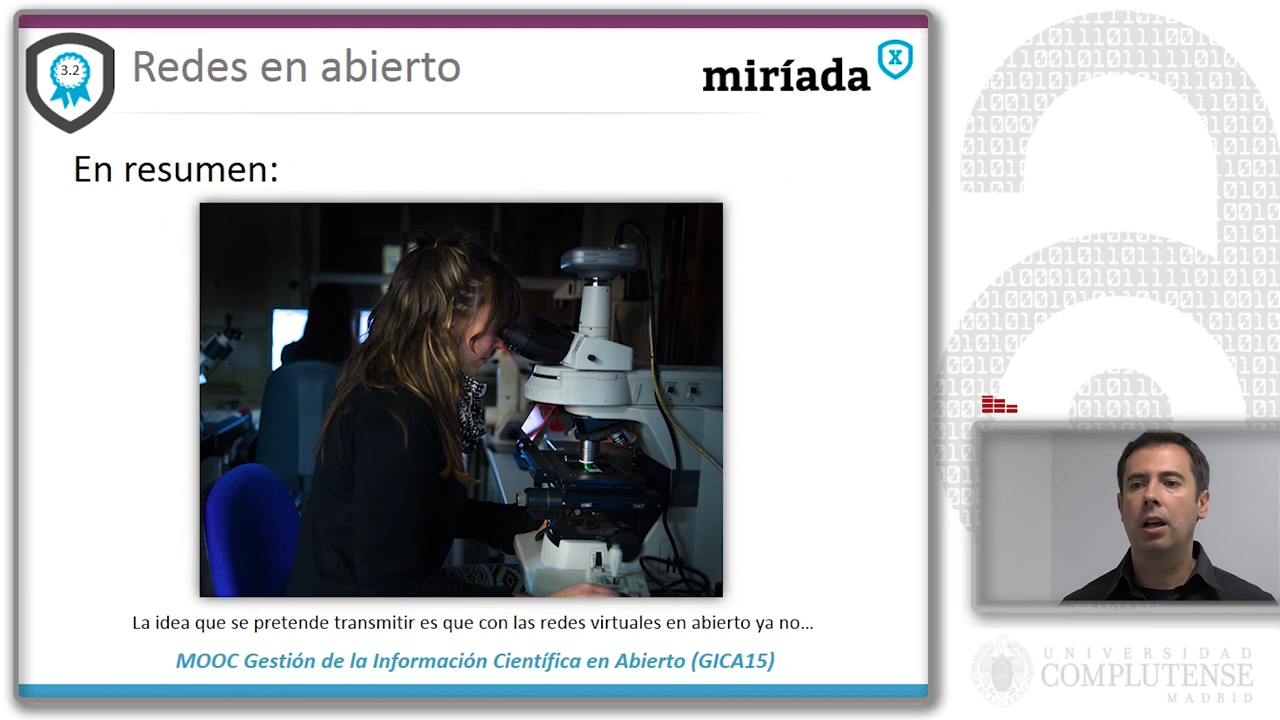 3.2
Redes en abierto
miríada
X
En resumen:
La idea que se pretende transmitir es que con las redes virtuales en abierto ya no...
MOOC Gestión de la Información Científica en Abierto (GICA15)
UNIVERSIDAD
COMPLUTENSE
MADRID